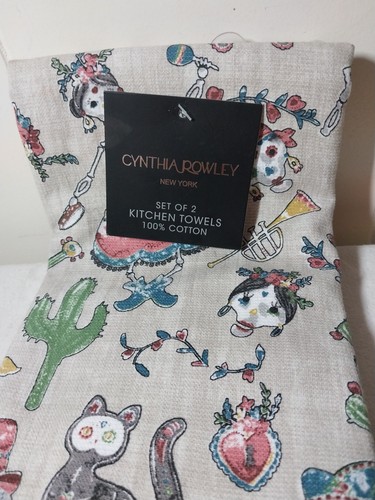 CYNTHIA ROWLEY
NEW YORK
SET OF 2
KITCHEN TOWELS
100% COTTON